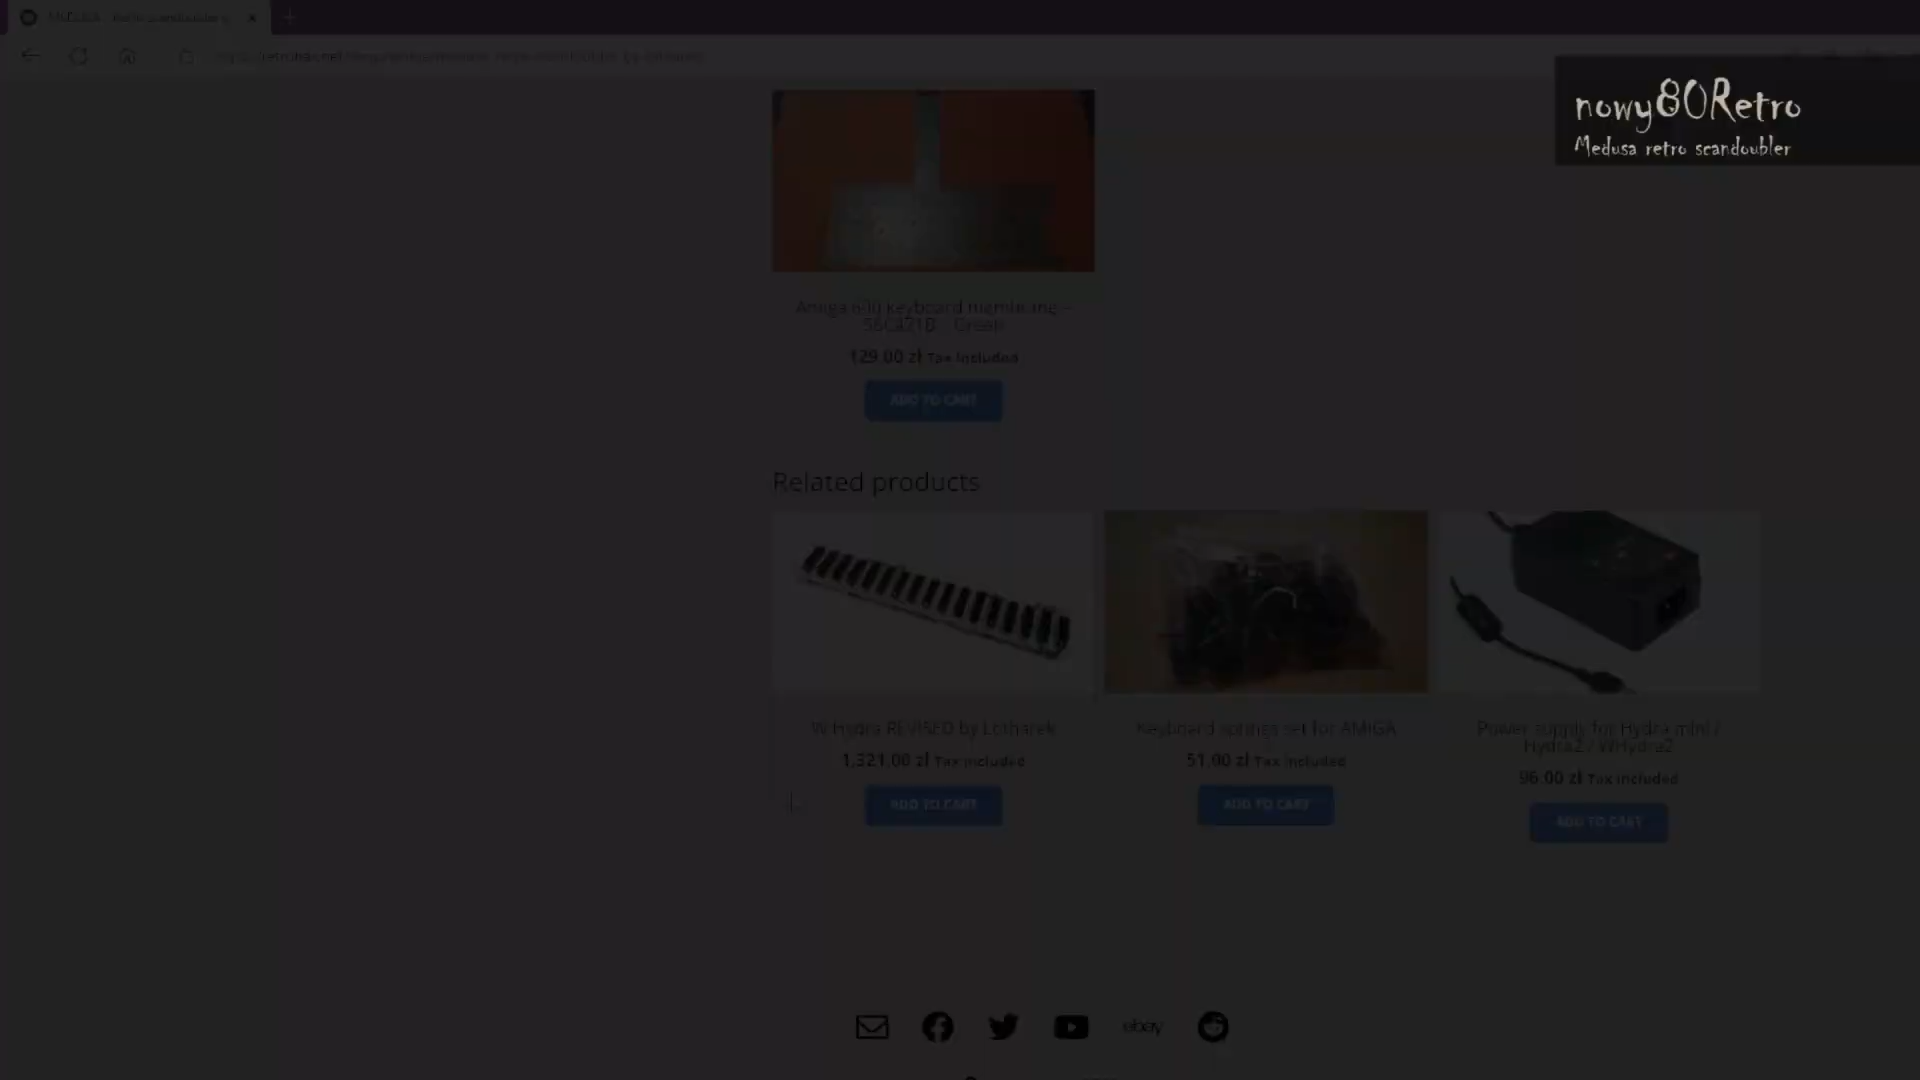 nowy80Retro
Medusa retro scandoubler
Amiga 600 keyboard membrane –
Green
129.00 zł Tax included
ADD TO CART
Related products
W Hydra REVISED by Lotharek
1,321.00 zł Tax included
ADD TO CART
Keyboard springs set for AMIGA
51.00 zł Tax included
ADD TO CART
Power supply for Hydra mini /
Hydra2 / WHydra2
96.00 zł Tax included
ADD TO CART
ebay